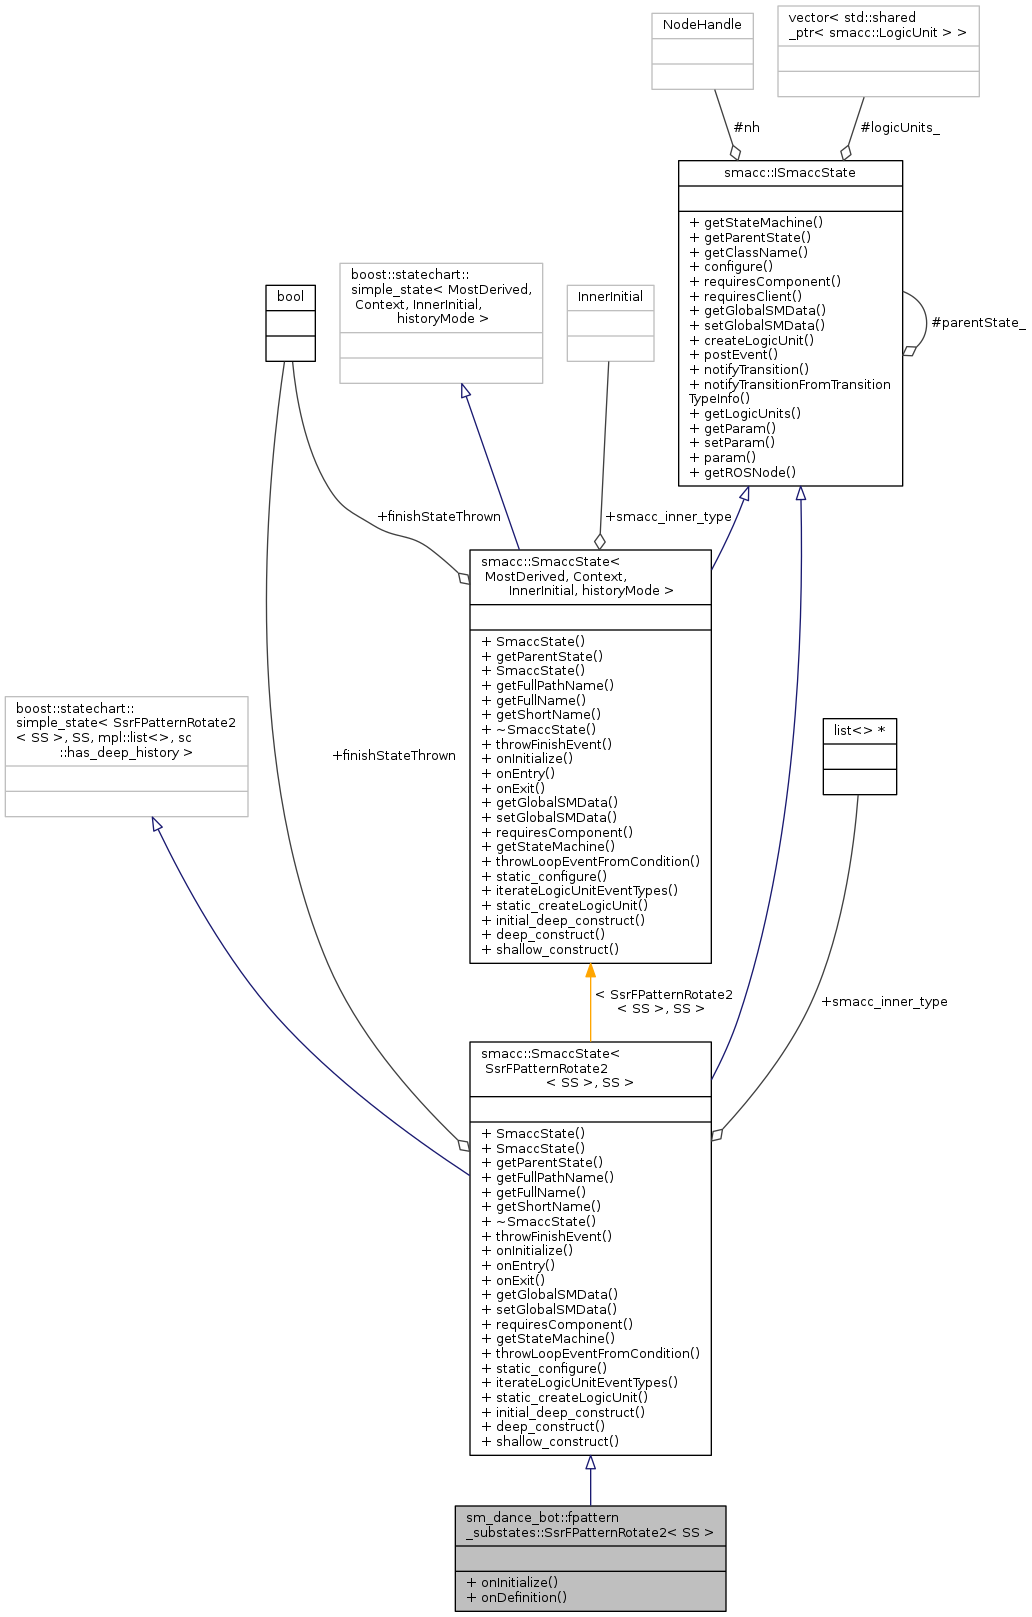 NodeHandle
vector< std::shared
_ptr< smacc::LogicUnit > >
#nh
#logicUnits_
smacc::ISmaccState
+ getStateMachine()
+ getParentState()
+ getClassName()
+ configure()
+ requiresComponent()
+ requiresClient()
+ getGlobalSMData()
+ setGlobalSMData()
+ createLogicUnit()
+ postEvent()
+ notifyTransition()
+ notifyTransitionFromTransition
TypeInfo()
+ getLogicUnits()
+ getParam()
+ setParam()
+ param()
+ getROSNode()
#parentState_
boost::statechart::
simple_state< MostDerived,
Context, InnerInitial,
historyMode >
bool
InnerInitial
+finishStateThrown
+smacc_inner_type
smacc::SmaccState<
MostDerived, Context,
InnerInitial, historyMode >
+ SmaccState()
+ getParentState()
+ SmaccState()
+ getFullPathName()
+ getFullName()
+ getShortName()
+ ~SmaccState()
+ throwFinishEvent()
+ onInitialize()
+ onEntry()
+ onExit()
+ getGlobalSMData()
+ setGlobalSMData()
+ requiresComponent()
+ getStateMachine()
+ throwLoopEventFromCondition()
+ static_configure()
+ iterateLogicUnitEventTypes()
+ static_createLogicUnit()
+ initial_deep_construct()
+ deep_construct()
+ shallow_construct()
boost::statechart::
simple_state< SsrFPatternRotate2
< SS >, SS, mpl::list<>, sc
::has_deep_history >
+finishStateThrown
list<> *
< SsrFPatternRotate2
< SS >, SS >
+smacc_inner_type
smacc::SmaccState<
SsrFPatternRotate2
< SS >, SS >
+ SmaccState()
+ SmaccState()
+ getParentState()
+ getFullPathName()
+ getFullName()
+ getShortName()
+ ~SmaccState()
+ throwFinishEvent()
+ onInitialize()
+ onEntry()
+ onExit()
+ getGlobalSMData()
+ setGlobalSMData()
+ requiresComponent()
+ getStateMachine()
+ throwLoopEventFromCondition()
+ static_configure()
+ iterateLogicUnitEventTypes()
+ static_createLogicUnit()
+ initial_deep_construct()
+ deep_construct()
+ shallow_construct()
sm_dance_bot::fpattern
_substates::SsrFPatternRotate2< SS >
+ onInitialize()
+ onDefinition()